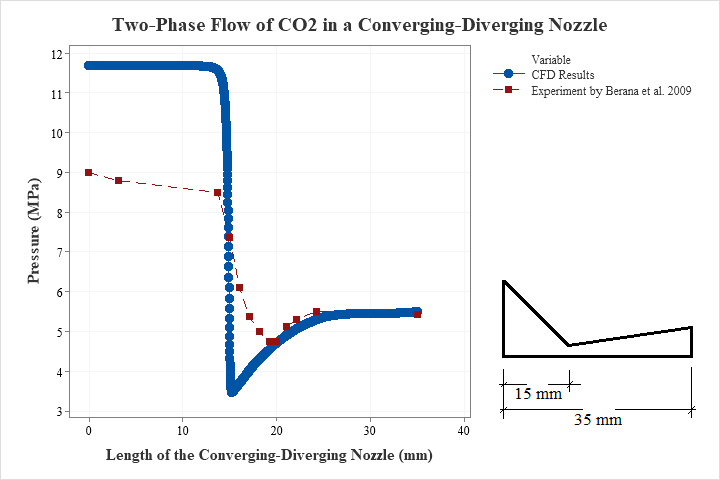 Two-Phase Flow of CO2 in a Converging-Diverging Nozzle
Variable
CFD Results
Experiment by Berana et al. 2009
Pressure (MPa)
12
11
10
9
8
7
6
5
4
3
0
10
20
30
40
Length of the Converging-Diverging Nozzle (mm)
15 mm
35 mm